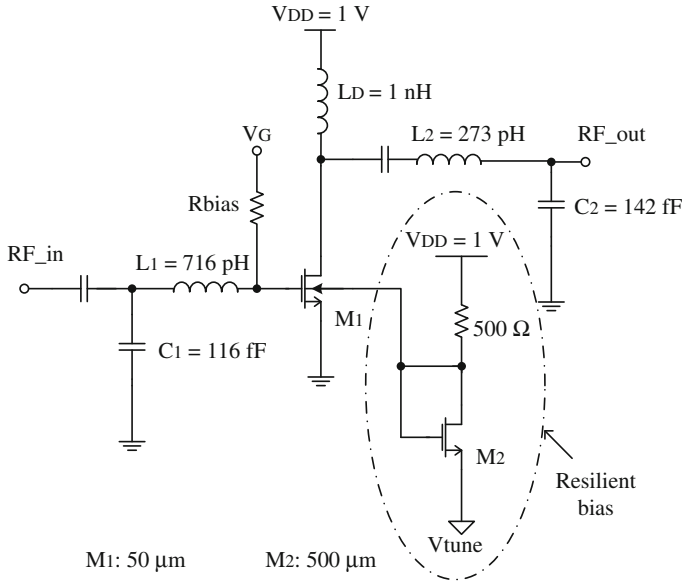 VDD = 1 V
LD = 1 nH
VG
L2 = 273 pH
RF_out
Rbias
C2 = 142 fF
VDD = 1 V
RF_in
L1 = 716 pH
M1
500 Ω
C1 = 116 fF
M2
Resilient
bias
Vtune
M1: 50 μm
M2: 500 μm